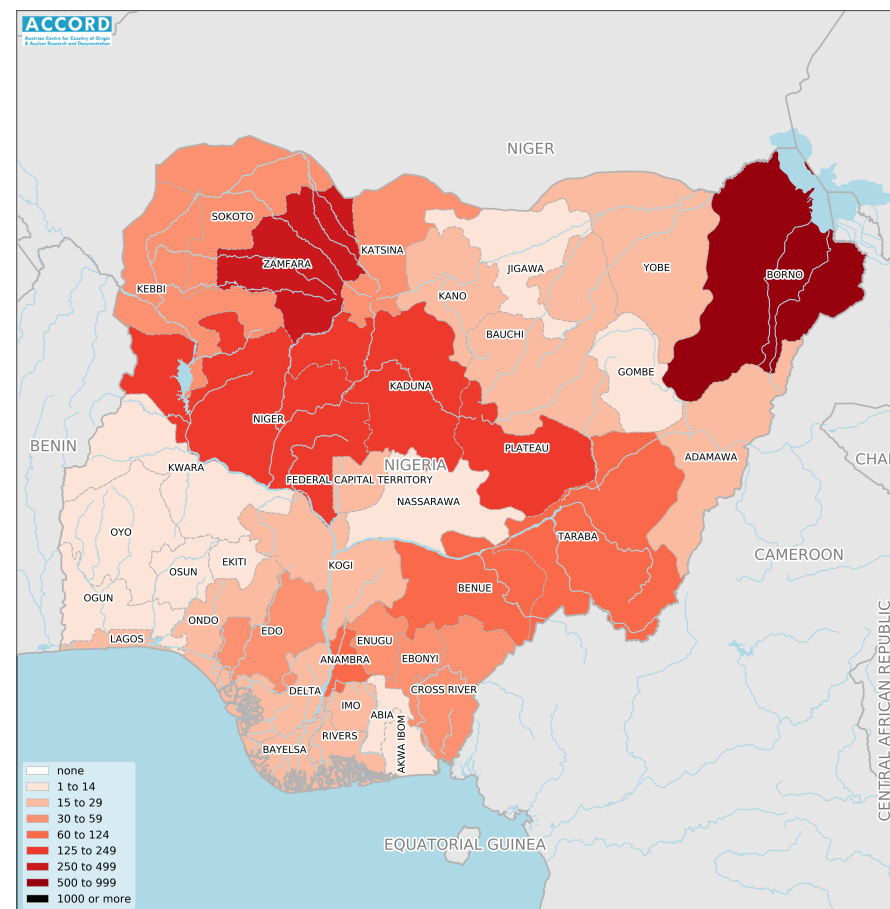 ACCORD
Austrian Centre for Country of Origin
& Asylum Research and Documentation
NIGER
SOKOTO
KATSINA
ZAMFARA
JIGAWA
YOBE
BORNO
KEBBI
KANO
BAUCHI
GOMBE
KADUNA
NIGER
BENIN
PLATEAU
ADAMAWA
CHA
KWARA
NIGERIA
FEDERAL CAPITAL TERRITORY
NASSARAWA
OYO
TARABA
CAMEROON
EKITI
OSUN
KOGI
BENUE
OGUN
ONDO
LAGOS
EDO
ENUGU
ANAMBRA
EBONYI
DELTA
CROSS RIVER
IMO
ABIA
RIVERS
AKWA IBOM
BAYELSA
CENTRAL AFRICAN REPUBLIC
EQUATORIAL GUINEA
none
1 to 14
15 to 29
30 to 59
60 to 124
125 to 249
250 to 499
500 to 999
1000 or more